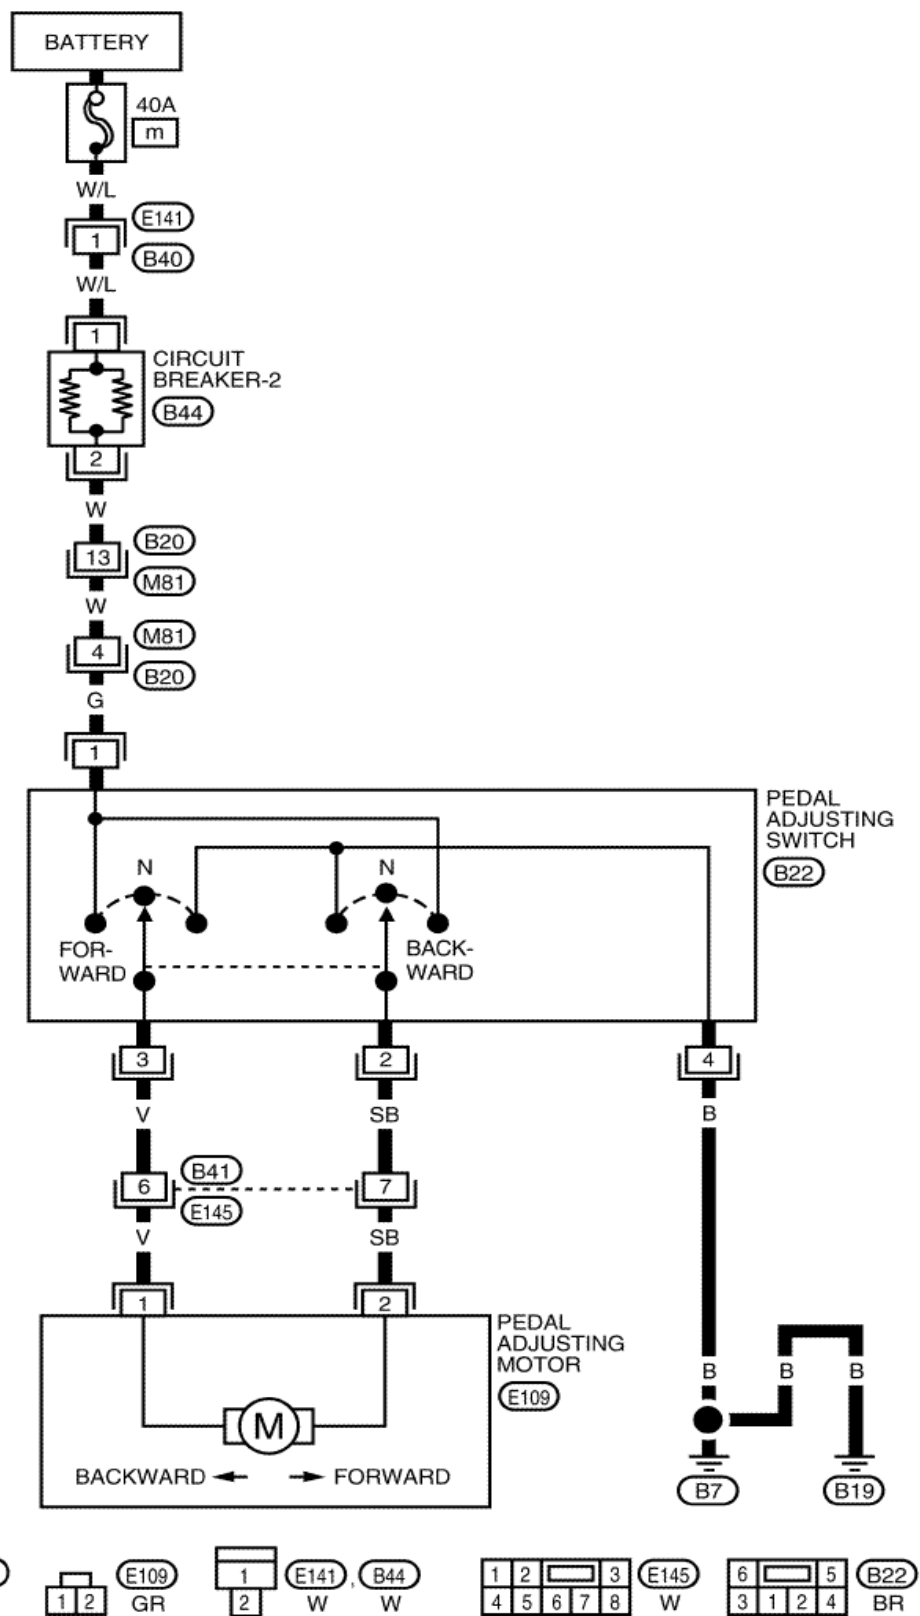 BATTERY
40A
m
W/L
E141
1
B40
W/L
1
CIRCUIT
BREAKER-2
B44
2
W
B20
13
M81
W
M81
4
B20
G
1
PEDAL
ADJUSTING
SWITCH
B22
N N
FOR-
WARD
BACK-
WARD
3 2 4
V SB B
6 B41 7
E145
V SB
1 2
PEDAL
ADJUSTING
MOTOR
E109
M
BACKWARD FORWARD
B B B
B7 B19
1 2 E109
GR
1 2 E141 , B44
W W
1 2 3 E145
4 5 6 7 8 W
6 5 B22
3 1 2 4 BR